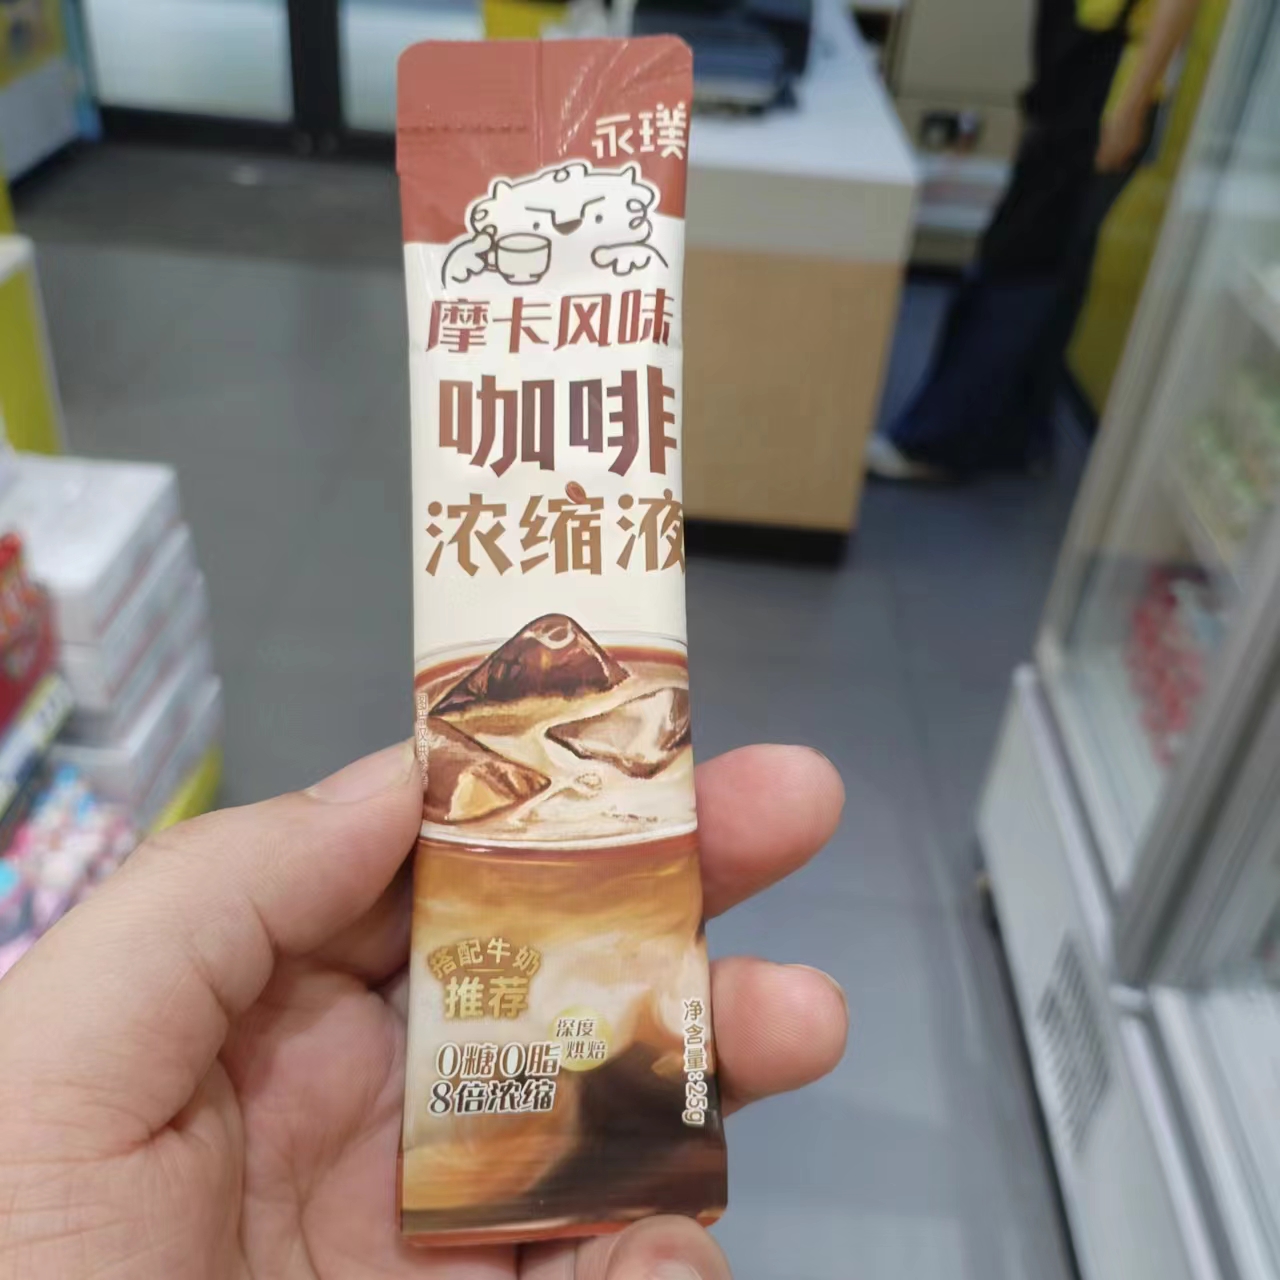 永璞
摩卡风味
咖啡
浓缩液
搭配牛奶
推荐
深度
烘焙
0糖0脂
8倍浓缩
净含量:25g